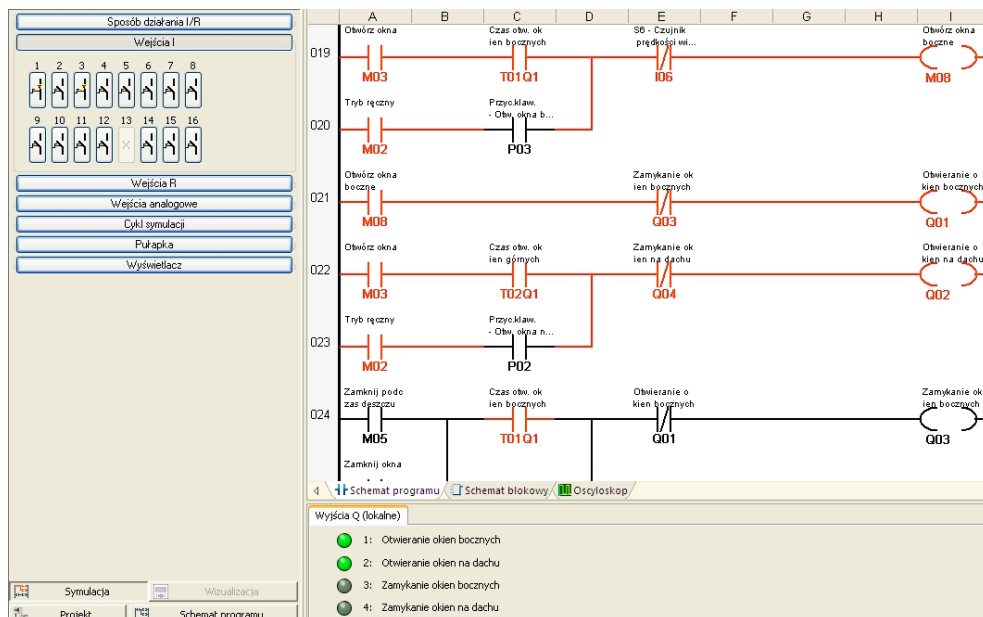 Sposób działania I/R
Wejścia I
1 2 3 4 5 6 7 8
9 10 11 12 13 14 15 16
Wejścia R
Wejścia analogowe
Cykl symulacji
Pułapka
Wyświetlacz
Symulacja
Wizualizacja
Projekt
Schemat programu
A B C D E F G H I
Otwórz okna
Czas otw. ok
ien bocznych
S6 - Czujnik
prędkości wi...
Otwórz okna
boczne
019
M03 T01Q1 I06 M08
Tryb ręczny
Przyc.klaw.
- Otw. okna b...
020
M02 P03
Otwórz okna
boczne
Zamykanie ok
ien bocznych
Otwieranie o
kien bocznych
021
M08 Q03 Q01
Otwórz okna
Czas otw. ok
ien górnych
Zamykanie ok
ien na dachu
Otwieranie o
kien na dachu
022
M03 T02Q1 Q04 Q02
Tryb ręczny
Przyc.klaw.
- Otw. okna n...
023
M02 P02
Zamknij podc
zas deszczu
Czas otw. ok
ien bocznych
Otwieranie o
kien bocznych
Zamykanie ok
ien bocznych
024
M05 T01Q1 Q01 Q03
Zamknij okna
Schemat programu
Schemat blokowy
Oscyloskop
Wyjścia Q (lokalne)
1: Otwieranie okien bocznych
2: Otwieranie okien na dachu
3: Zamykanie okien bocznych
4: Zamykanie okien na dachu